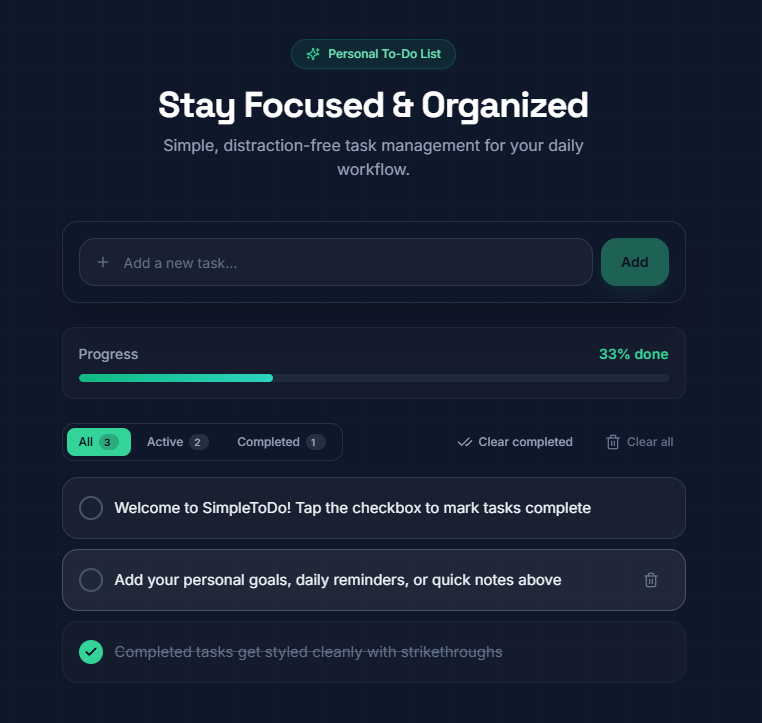 Personal To-Do List
Stay Focused & Organized
Simple, distraction-free task management for your daily
workflow.
Add a new task...
Add
Progress
33% done
All 3
Active 2
Completed 1
Clear completed
Clear all
Welcome to SimpleToDo! Tap the checkbox to mark tasks complete
Add your personal goals, daily reminders, or quick notes above
Completed tasks get styled cleanly with strikethroughs